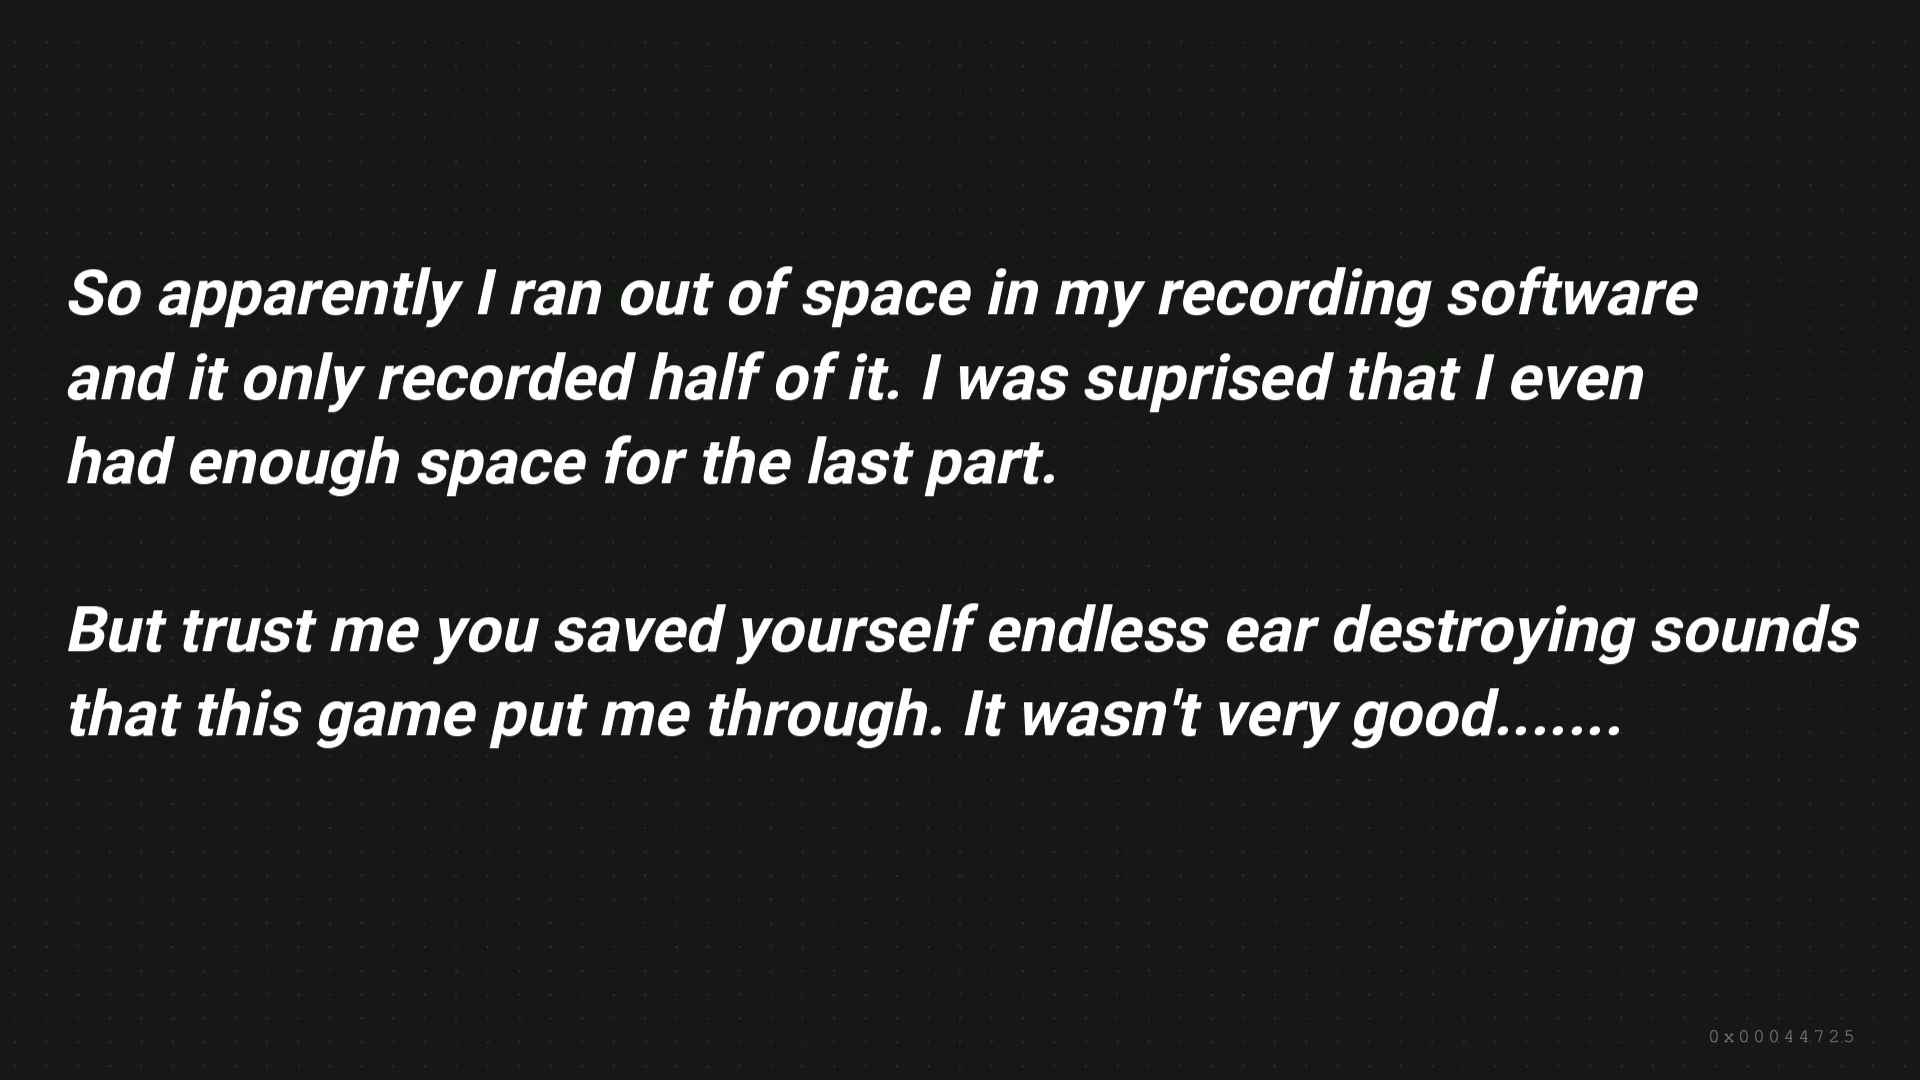 So apparently I ran out of space in my recording software
and it only recorded half of it. I was suprised that I even
had enough space for the last part.
But trust me you saved yourself endless ear destroying sounds
that this game put me through. It wasn't very good.......
0x00044725